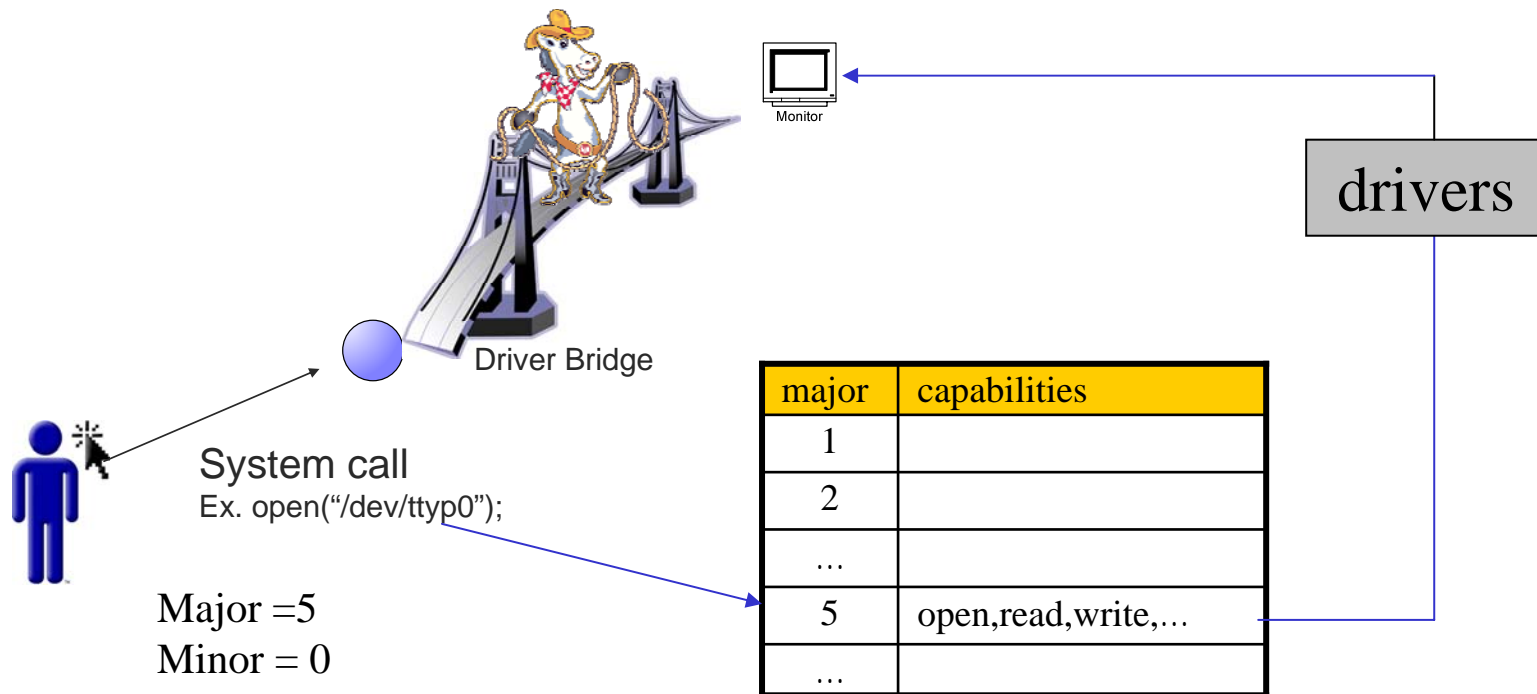 Monitor
drivers
Driver Bridge
System call
Ex. open(“/dev/ttyp0”);
Major =5
Minor = 0
major capabilities
1
2
…
5 open,read,write,…
…